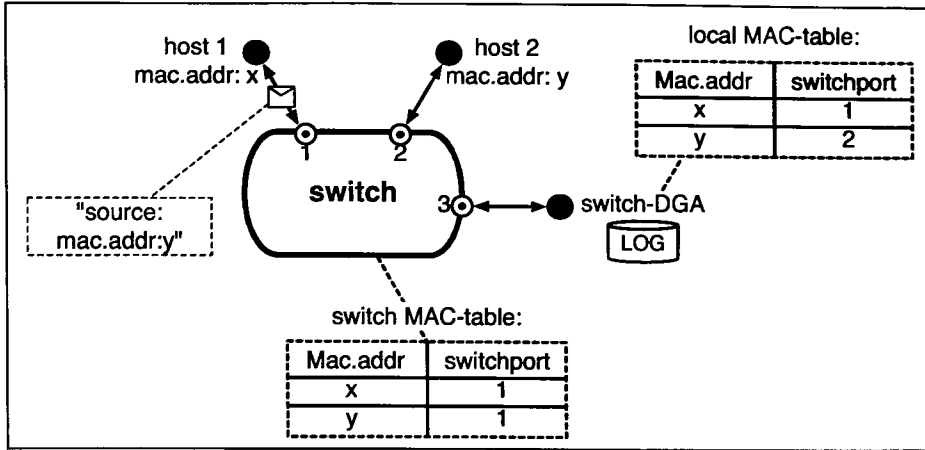 host 1
mac.addr: x
host 2
mac.addr: y
local MAC-table:
Mac.addr switchport
x 1
y 2
1
2
switch
3
switch-DGA
LOG
"source:
mac.addr:y"
switch MAC-table:
Mac.addr switchport
x 1
y 1